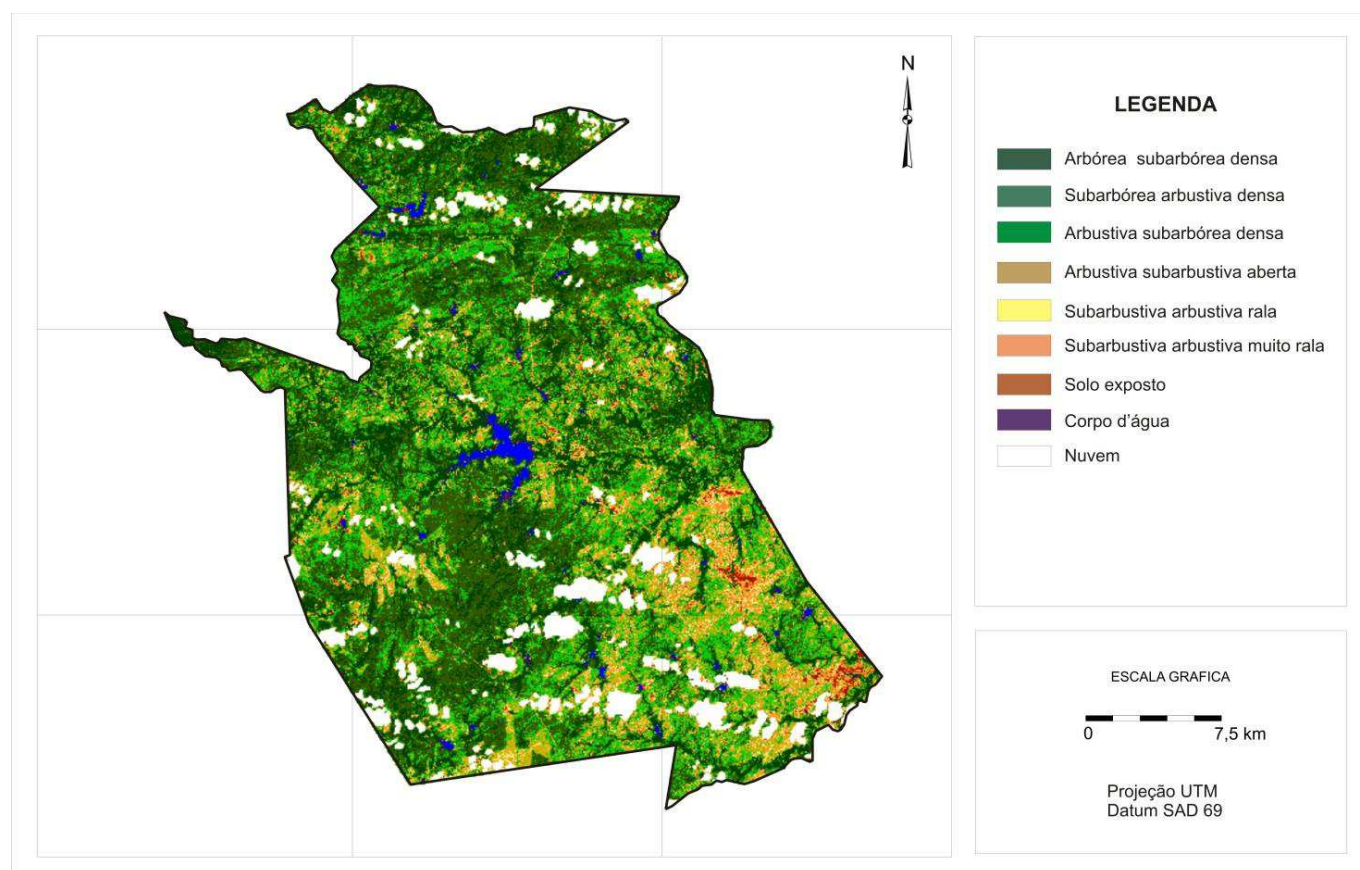 N
LEGENDA
Arbórea subarbórea densa
Subarbórea arbustiva densa
Arbustiva subarbórea densa
Arbustiva subarbustiva aberta
Subarbustiva arbustiva rala
Subarbustiva arbustiva muito rala
Solo exposto
Corpo d'água
Nuvem
ESCALA GRAFICA
0 7,5 km
Projeção UTM
Datum SAD 69